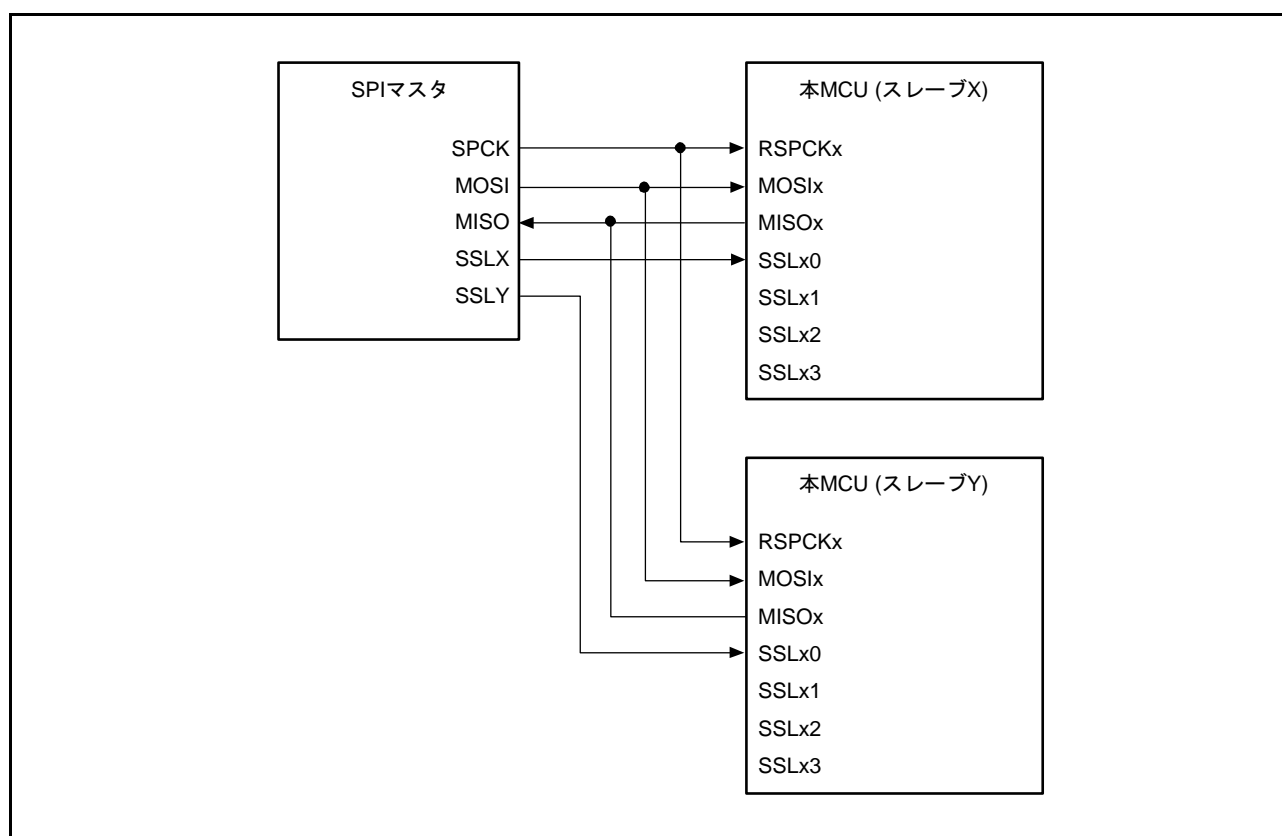 SPIマスタ
SPCK
MOSI
MISO
SSLX
SSLY
本MCU (スレーブX)
RSPCKx
MOSIx
MISOx
SSLx0
SSLx1
SSLx2
SSLx3
本MCU (スレーブY)
RSPCKx
MOSIx
MISOx
SSLx0
SSLx1
SSLx2
SSLx3